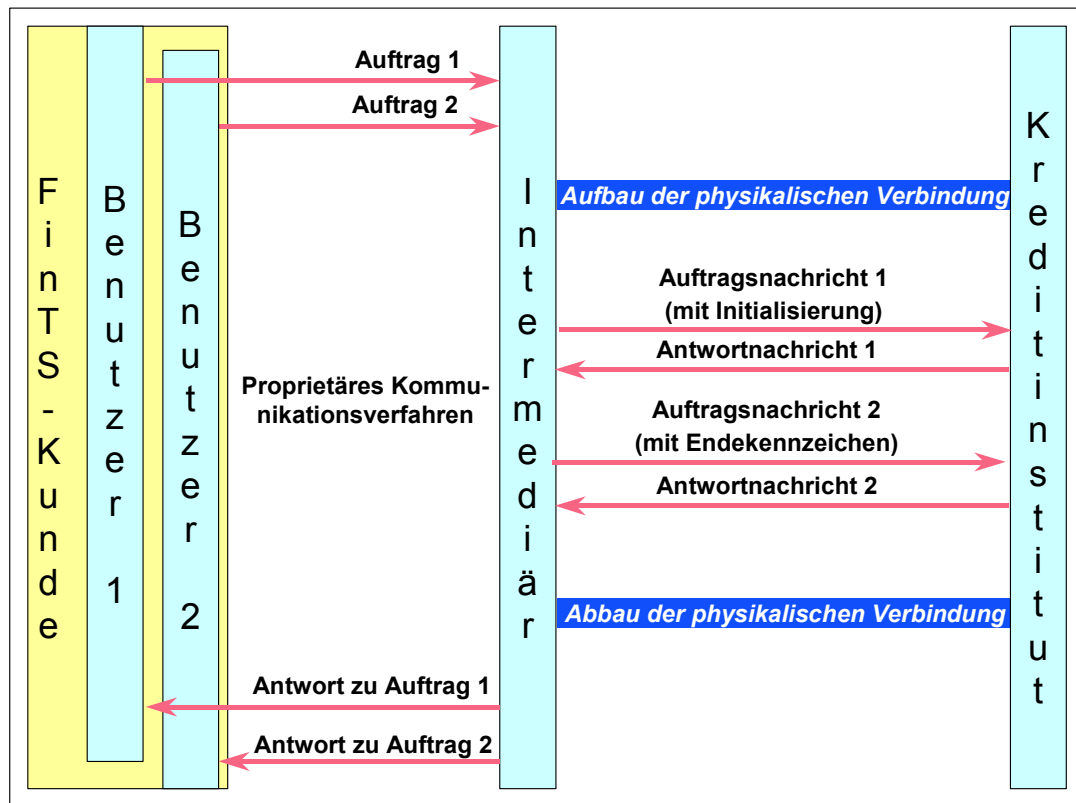 FinTS-Kunde
Benutzer 1
Benutzer 2
Auftrag 1
Auftrag 2
Proprietäres Kommu-
nikationsverfahren
Antwort zu Auftrag 1
Antwort zu Auftrag 2
Intermediär
Aufbau der physikalischen Verbindung
Auftragsnachricht 1
(mit Initialisierung)
Antwortnachricht 1
Auftragsnachricht 2
(mit Endekennzeichen)
Antwortnachricht 2
Abbau der physikalischen Verbindung
Kreditinstitut